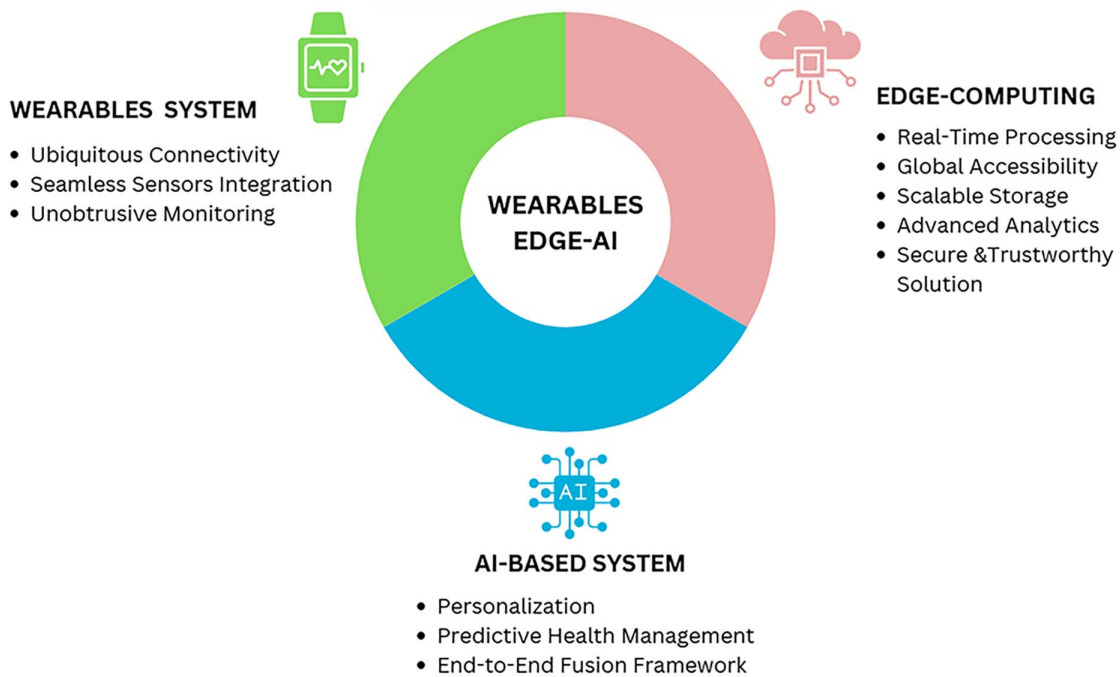 WEARABLES SYSTEM
• Ubiquitous Connectivity
• Seamless Sensors Integration
• Unobtrusive Monitoring
WEARABLES
EDGE-AI
EDGE-COMPUTING
• Real-Time Processing
• Global Accessibility
• Scalable Storage
• Advanced Analytics
• Secure &Trustworthy
Solution
AI
AI-BASED SYSTEM
• Personalization
• Predictive Health Management
• End-to-End Fusion Framework